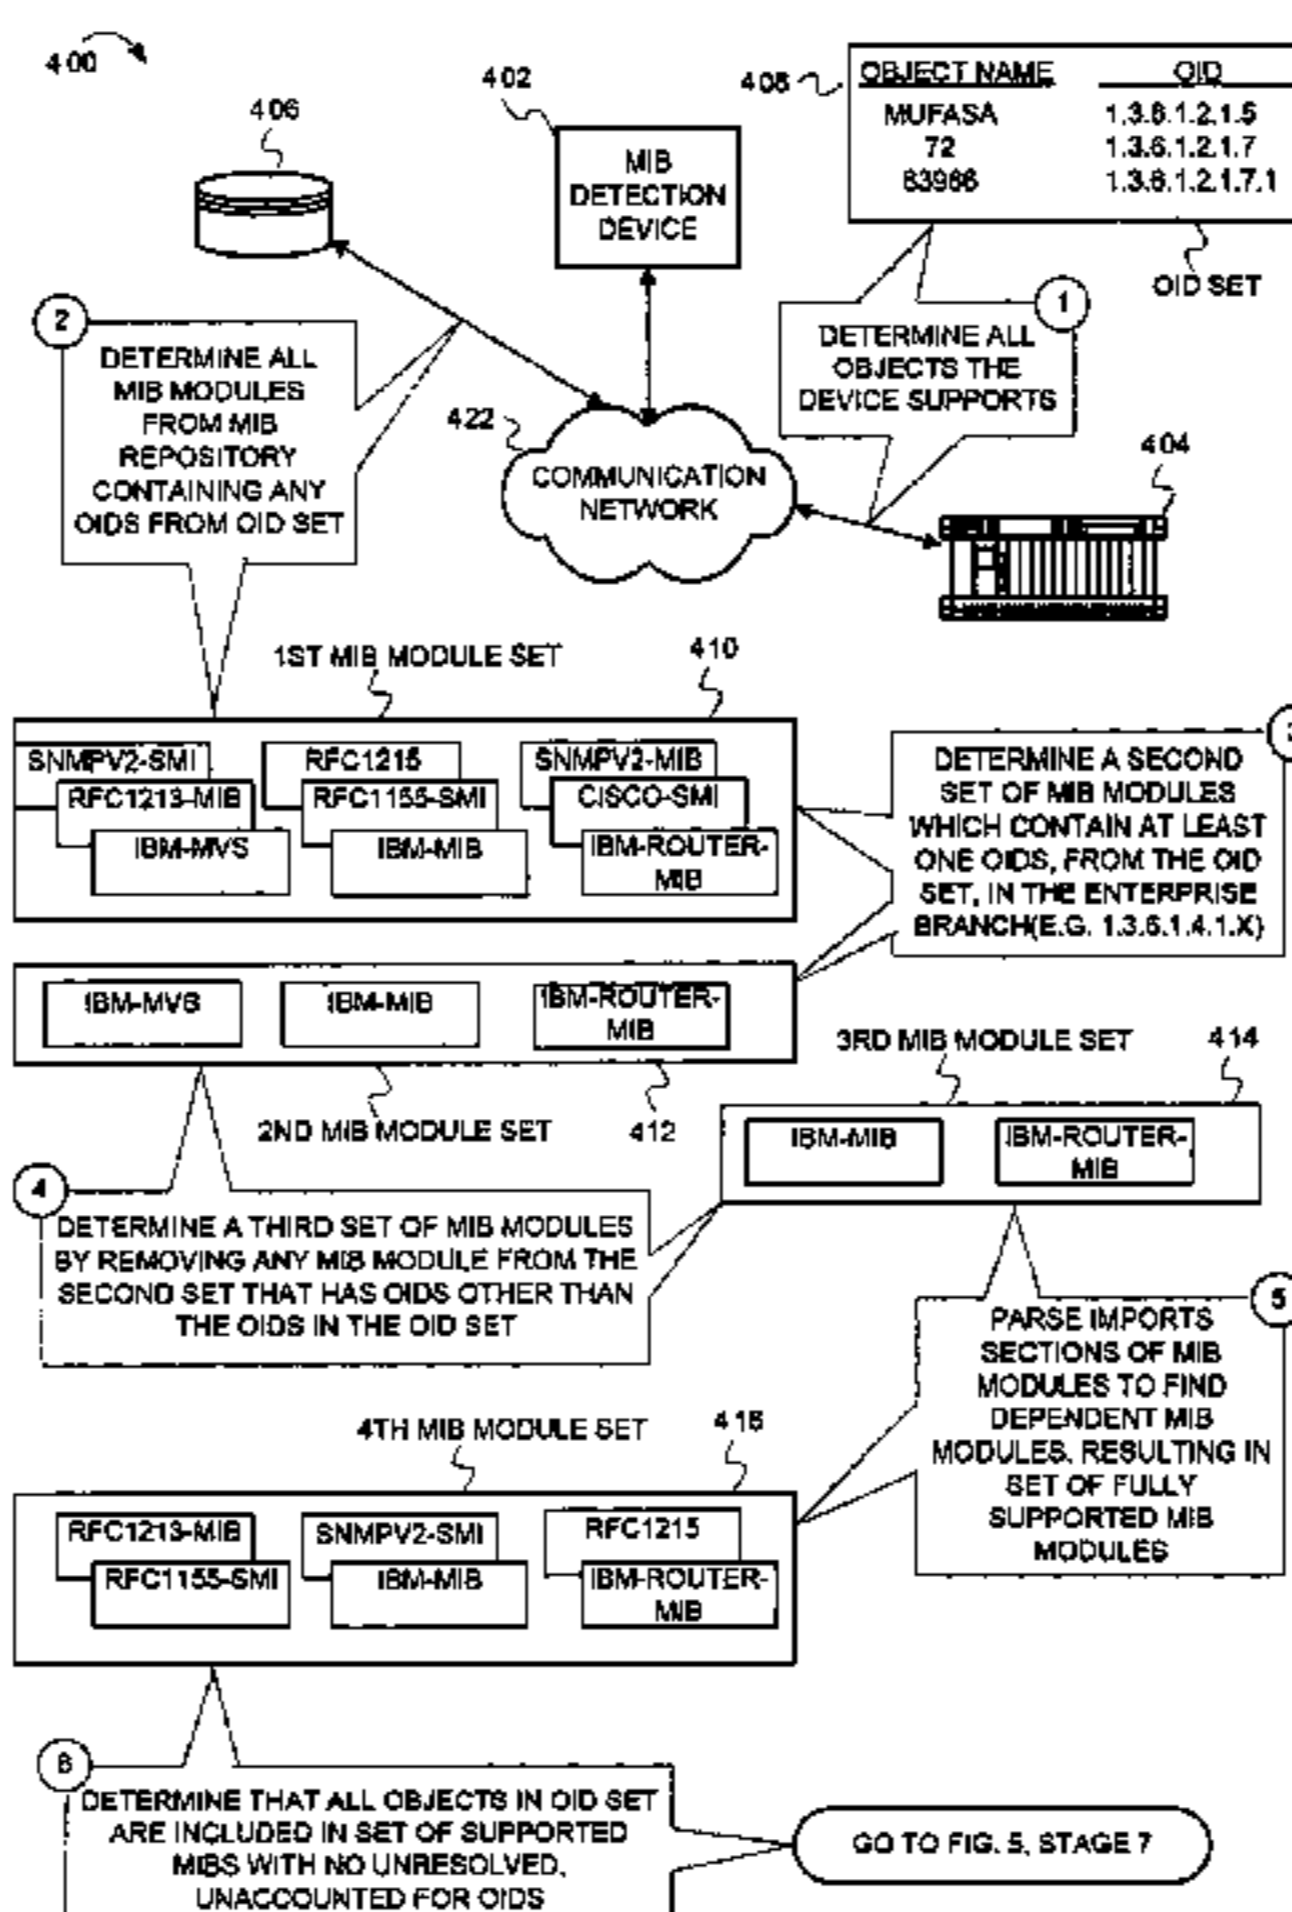 400
402
406
408
OBJECT NAME OID
MUFASA 1.3.6.1.2.1.5
72 1.3.6.1.2.1.7
63966 1.3.6.1.2.1.7.1
OID SET
MIB
DETECTION
DEVICE
1
DETERMINE ALL
OBJECTS THE
DEVICE SUPPORTS
2
DETERMINE ALL
MIB MODULES
FROM MIB
REPOSITORY
CONTAINING ANY
OIDS FROM OID SET
422
COMMUNICATION
NETWORK
404
1ST MIB MODULE SET
410
SNMPV2-SMI
RFC1213-MIB
IBM-MVS
RFC1215
RFC1155-SMI
IBM-MIB
SNMPV2-MIB
CISCO-SMI
IBM-ROUTER-
MIB
DETERMINE A SECOND
SET OF MIB MODULES
WHICH CONTAIN AT LEAST
ONE OIDS, FROM THE OID
SET, IN THE ENTERPRISE
BRANCH(E.G. 1.3.6.1.4.1.X)
IBM-MVS
IBM-MIB
IBM-ROUTER-
MIB
2ND MIB MODULE SET
412
3RD MIB MODULE SET
414
IBM-MIB
IBM-ROUTER-
MIB
4
DETERMINE A THIRD SET OF MIB MODULES
BY REMOVING ANY MIB MODULE FROM THE
SECOND SET THAT HAS OIDS OTHER THAN
THE OIDS IN THE OID SET
5
PARSE IMPORTS
SECTIONS OF MIB
MODULES TO FIND
DEPENDENT MIB
MODULES, RESULTING IN
SET OF FULLY
SUPPORTED MIB
MODULES
4TH MIB MODULE SET
416
RFC1213-MIB
RFC1155-SMI
SNMPV2-SMI
IBM-MIB
RFC1215
IBM-ROUTER-
MIB
6
DETERMINE THAT ALL OBJECTS IN OID SET
ARE INCLUDED IN SET OF SUPPORTED
MIBS WITH NO UNRESOLVED,
UNACCOUNTED FOR OIDS
GO TO FIG. 5, STAGE 7